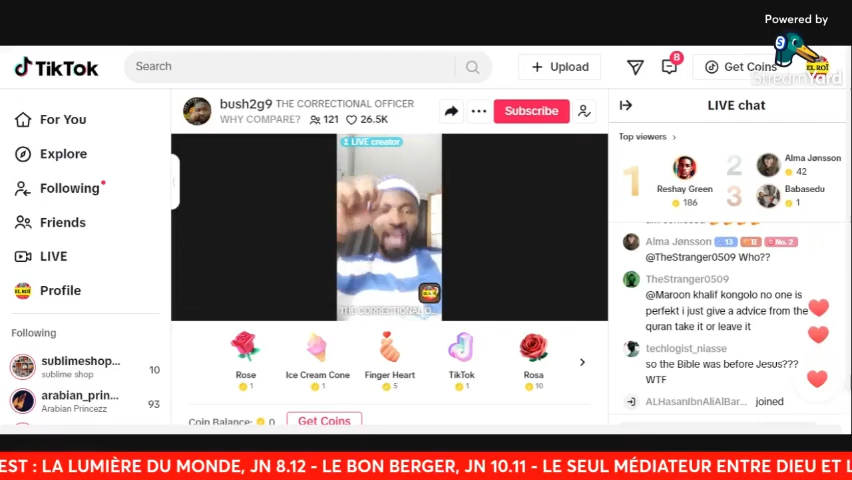 Powered by
StreamYard
TikTok
Search
Upload
8
Get Coins
EL ROÏ
For You
Explore
Following
Friends
LIVE
Profile
Following
sublimeshop...
sublime shop
10
arabian_prin...
Arabian Princezz
93
bush2g9 THE CORRECTIONAL OFFICER
WHY COMPARE? 121 26.5K
Subscribe
LIVE creator
THE CORRECTIONAL O...
Rose
1
Ice Cream Cone
1
Finger Heart
5
TikTok
1
Rosa
10
Coin Balance: 0 Get Coins
LIVE chat
Top viewers
1
Reshay Green
186
2
Alma Jønsson
42
3
Babasedu
1
Alma Jønsson 13 II No. 2
@TheStranger0509 Who??
TheStranger0509
@Maroon khalif kongolo no one is
perfekt i just give a advice from the
quran take it or leave it
techlogist_niasse
so the Bible was before Jesus???
WTF
ALHasanIbnAliAlBar... joined
EST : LA LUMIÈRE DU MONDE, JN 8.12 - LE BON BERGER, JN 10.11 - LE SEUL MÉDIATEUR ENTRE DIEU ET L